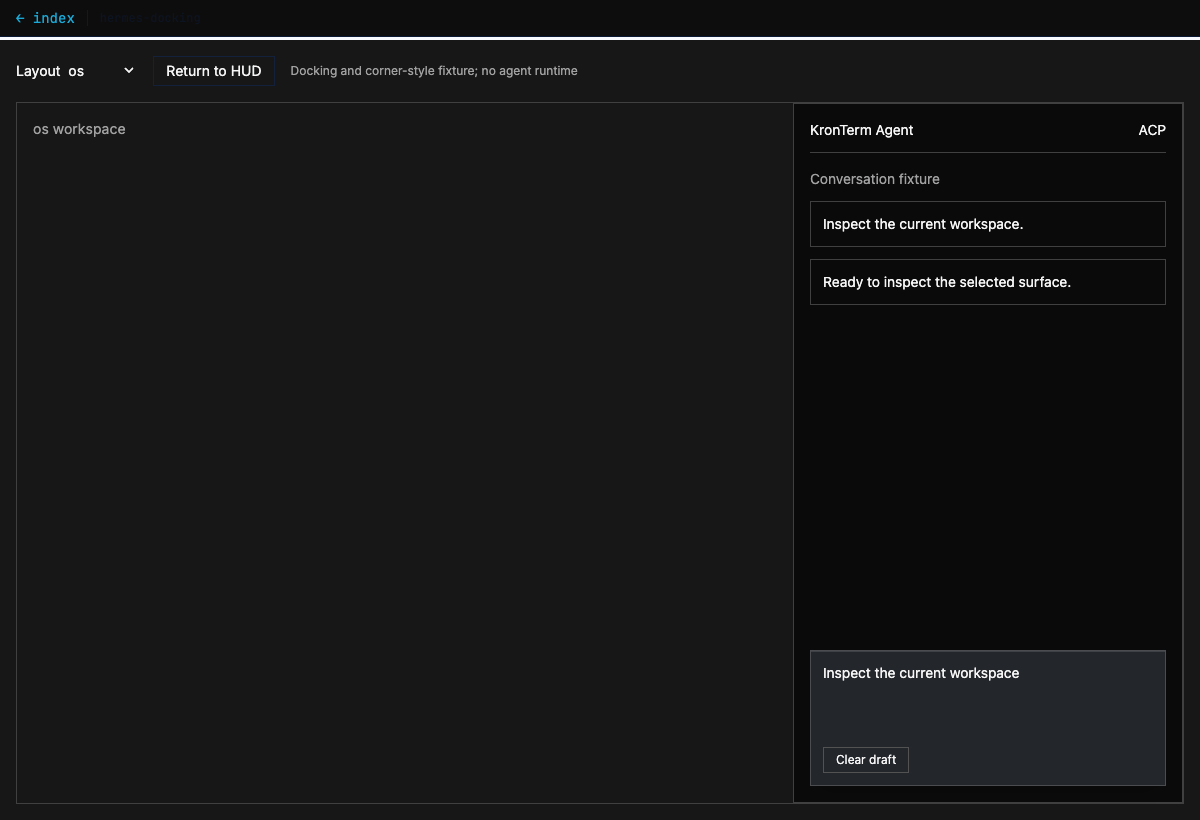 ← index
Layout os
Return to HUD
Docking and corner-style fixture; no agent runtime
os workspace
KronTerm Agent
ACP
Conversation fixture
Inspect the current workspace.
Ready to inspect the selected surface.
Inspect the current workspace
Clear draft